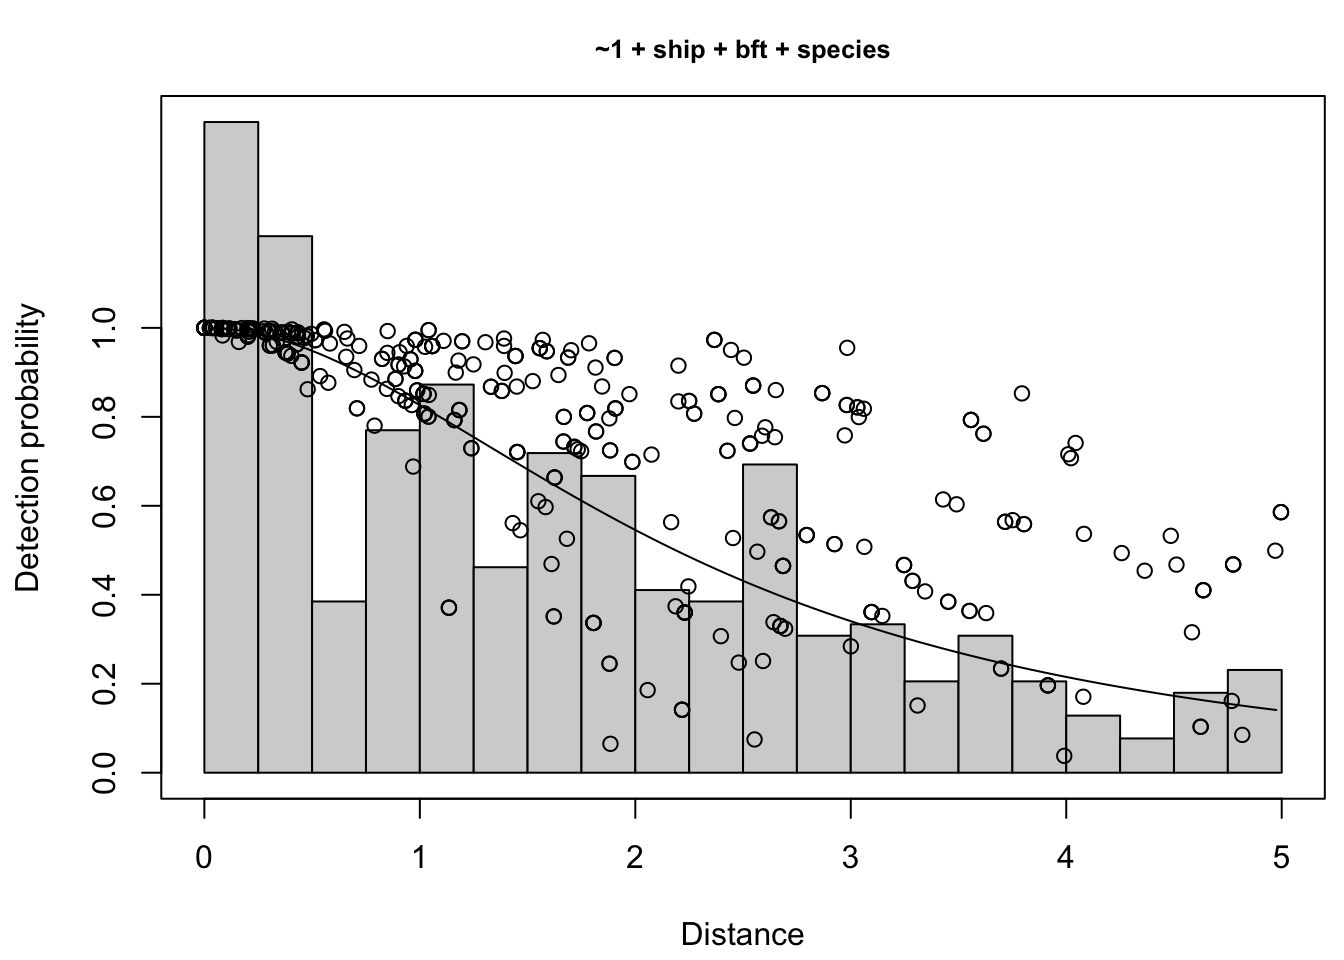 ~1 + ship + bft + species
Detection probability
1.0
0.8
0.6
0.4
0.2
0.0
0 1 2 3 4 5
Distance